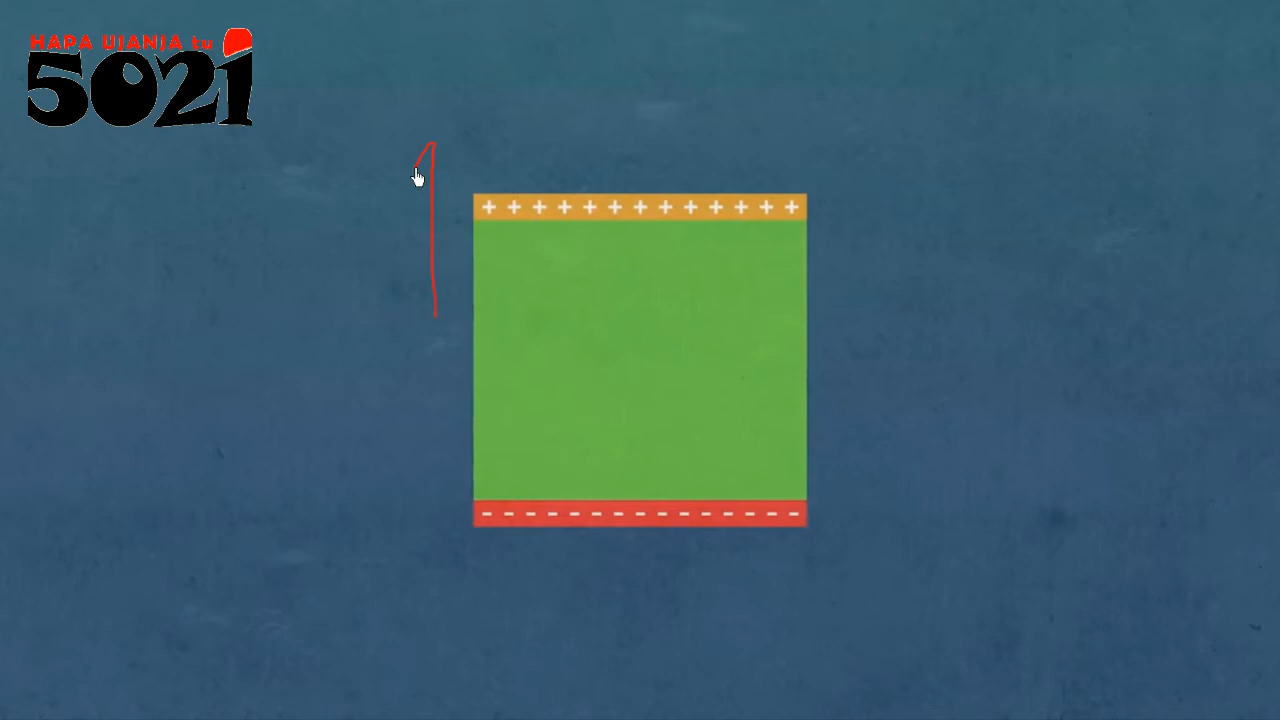 HAPA UJANJA tu
5021
+ + + + + + + + + + + + +
- - - - - - - - - - - - - - -